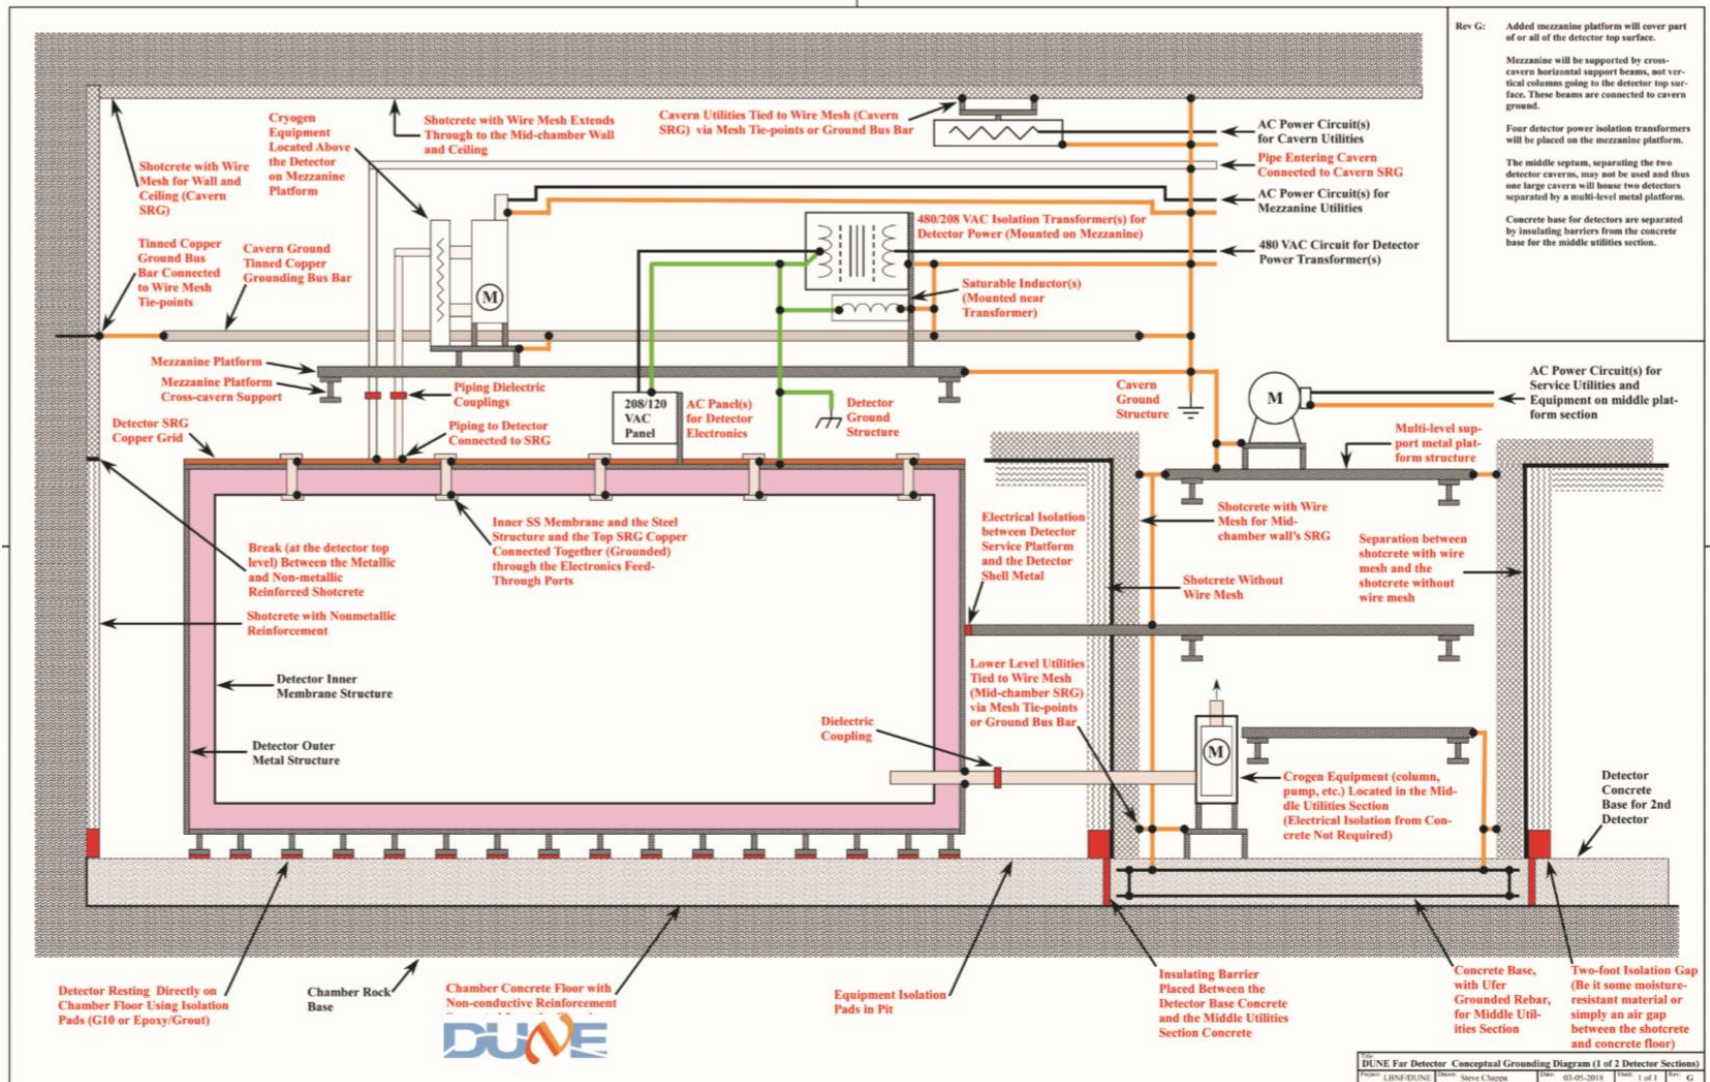 Rev G:
Added mezzanine platform will cover part
of or all of the detector top surface.
Mezzanine will be supported by cross-
cavern horizontal support beams, not ver-
tical columns going to the detector top sur-
face. These beams are connected to cavern
ground.
Four detector power isolation transformers
will be placed on the mezzanine platform.
The middle septum, separating the two
detector caverns, may not be used and thus
one large cavern will house two detectors
separated by a multi-level metal platform.
Concrete base for detectors are separated
by insulating barriers from the concrete
base for the middle utilities section.
Cryogen
Equipment
Located Above
the Detector
on Mezzanine
Platform
Shotcrete with Wire Mesh Extends
Through to the Mid-chamber Wall
and Ceiling
Cavern Utilities Tied to Wire Mesh (Cavern
SRG) via Mesh Tie-points or Ground Bus Bar
AC Power Circuit(s)
for Cavern Utilities
Pipe Entering Cavern
Connected to Cavern SRG
AC Power Circuit(s) for
Mezzanine Utilities
Shotcrete with Wire
Mesh for Wall and
Ceiling (Cavern
SRG)
480/208 VAC Isolation Transformer(s) for
Detector Power (Mounted on Mezzanine)
480 VAC Circuit for Detector
Power Transformer(s)
Tinned Copper
Ground Bus
Bar Connected
to Wire Mesh
Tie-points
Cavern Ground
Tinned Copper
Grounding Bus Bar
M
Saturable Inductor(s)
(Mounted near
Transformer)
Mezzanine Platform
Mezzanine Platform
Cross-cavern Support
Piping Dielectric
Couplings
208/120
VAC
Panel
AC Panel(s)
for Detector
Electronics
Detector
Ground
Structure
Cavern
Ground
Structure
M
AC Power Circuit(s) for
Service Utilities and
Equipment on middle plat-
form section
Detector SRG
Copper Grid
Piping to Detector
Connected to SRG
Multi-level sup-
port metal plat-
form structure
Inner SS Membrane and the Steel
Structure and the Top SRG Copper
Connected Together (Grounded)
through the Electronics Feed-
Through Ports
Electrical Isolation
between Detector
Service Platform
and the Detector
Shell Metal
Shotcrete with Wire
Mesh for Mid-
chamber wall's SRG
Separation between
shotcrete with wire
mesh and the
shotcrete without
wire mesh
Break (at the detector top
level) Between the Metallic
and Non-metallic
Reinforced Shotcrete
Shotcrete Without
Wire Mesh
Shotcrete with Nonmetallic
Reinforcement
Detector Inner
Membrane Structure
Lower Level Utilities
Tied to Wire Mesh
(Mid-chamber SRG)
via Mesh Tie-points
or Ground Bus Bar
Detector Outer
Metal Structure
Dielectric
Coupling
M
Crogen Equipment (column,
pump, etc.) Located in the Mid-
dle Utilities Section
(Electrical Isolation from Con-
crete Not Required)
Detector
Concrete
Base for 2nd
Detector
Detector Resting Directly on
Chamber Floor Using Isolation
Pads (G10 or Epoxy/Grout)
Chamber Rock
Base
Chamber Concrete Floor with
Non-conductive Reinforcement
DUNE
Equipment Isolation
Pads in Pit
Insulating Barrier
Placed Between the
Detector Base Concrete
and the Middle Utilities
Section Concrete
Concrete Base,
with Ufer
Grounded Rebar,
for Middle Util-
ities Section
Two-foot Isolation Gap
(Be it some moisture-
resistant material or
simply an air gap
between the shotcrete
and concrete floor)
Title:
DUNE Far Detector Conceptual Grounding Diagram (1 of 2 Detector Sections)
Project: LBNF/DUNE Drawn: Steve Chappa Date: 03-05-2018 Sheet: 1 of 1 Rev: G